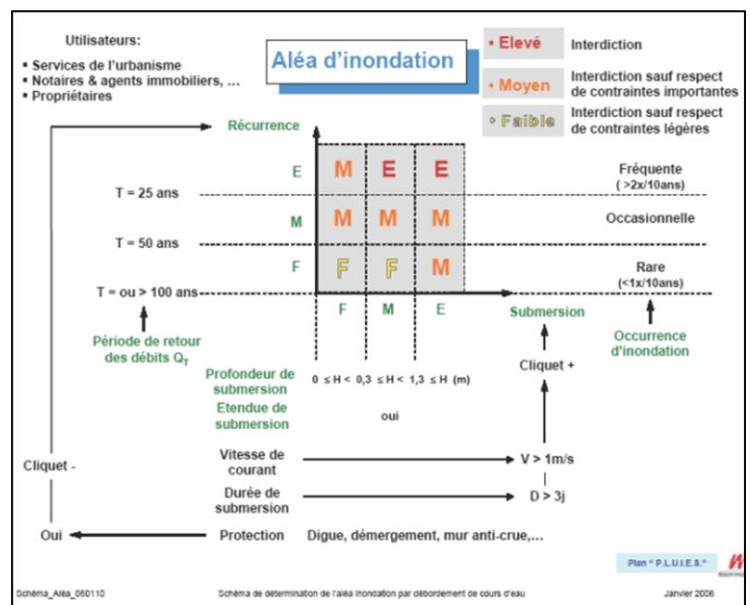 Utilisateurs:
▪ Services de l'urbanisme
▪ Notaires & agents immobiliers, ...
▪ Propriétaires
Aléa d'inondation
• Elevé Interdiction
• Moyen Interdiction sauf respect
de contraintes importantes
• Faible Interdiction sauf respect
de contraintes légères
Récurrence
E M E E Fréquente
( >2x/10ans)
T = 25 ans
M M M M Occasionnelle
T = 50 ans
F F F M Rare
(<1x/10ans)
T = ou > 100 ans
F M E
Submersion
Période de retour
des débits QT
Occurrence
d'inondation
Cliquet +
Profondeur de
submersion
0 ≤ H < 0,3 ≤ H < 1,3 ≤ H (m)
Etendue de
submersion
oui
Cliquet -
Vitesse de
courant
V > 1m/s
Durée de
submersion
D > 3j
Oui
Protection Digue, démergement, mur anti-crue,...
Plan " P.L.U.I.E.S."
Schéma_Aléa_060110 Schéma de détermination de l'aléa inondation par débordement de cours d'eau Janvier 2006